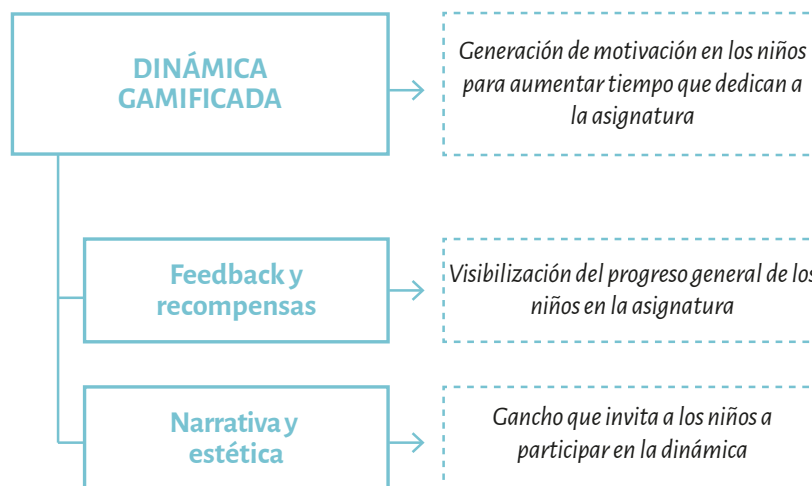 DINÁMICA
GAMIFICADA
Generación de motivación en los niños
para aumentar tiempo que dedican a
la asignatura
Feedback y
recompensas
Visibilización del progreso general de los
niños en la asignatura
Narrativa y
estética
Gancho que invita a los niños a
participar en la dinámica